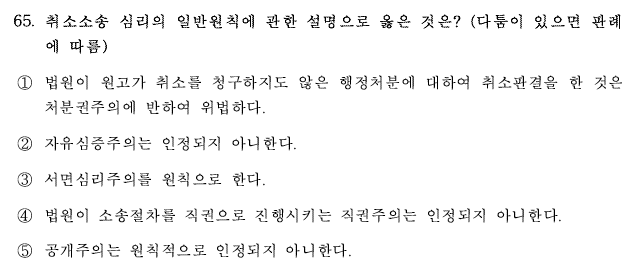 65. 취소소송 심리의 일반원칙에 관한 설명으로 옳은 것은? (다툼이 있으면 판례
에 따름)
① 법원이 원고가 취소를 청구하지도 않은 행정처분에 대하여 취소판결을 한 것은
처분권주의에 반하여 위법하다.
② 자유심증주의는 인정되지 아니한다.
③ 서면심리주의를 원칙으로 한다.
④ 법원이 소송절차를 직권으로 진행시키는 직권주의는 인정되지 아니한다.
⑤ 공개주의는 원칙적으로 인정되지 아니한다.